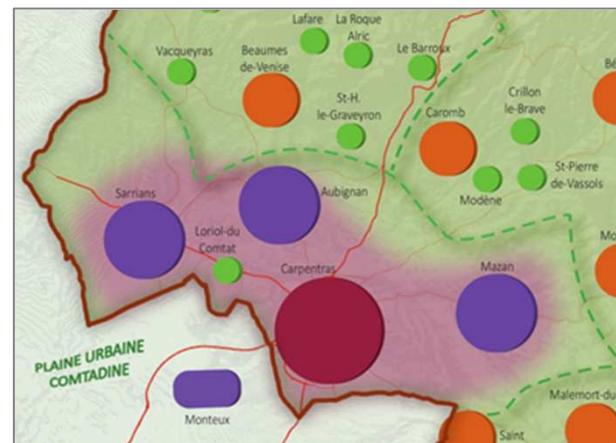 Lafare
La Roque
Alric
Vacqueyras
Beaumes
de-Venise
Le Barroux
Crillon
le-Brave
St-H.
le-Graveyron
Caromb
St-Pierre
de-Vassols
Modène
Sarrians
Aubignan
Loriol-du
Comtat
Carpentras
Mazan
PLAINE URBAINE
COMTADINE
Monteux
Malemort-du
Saint